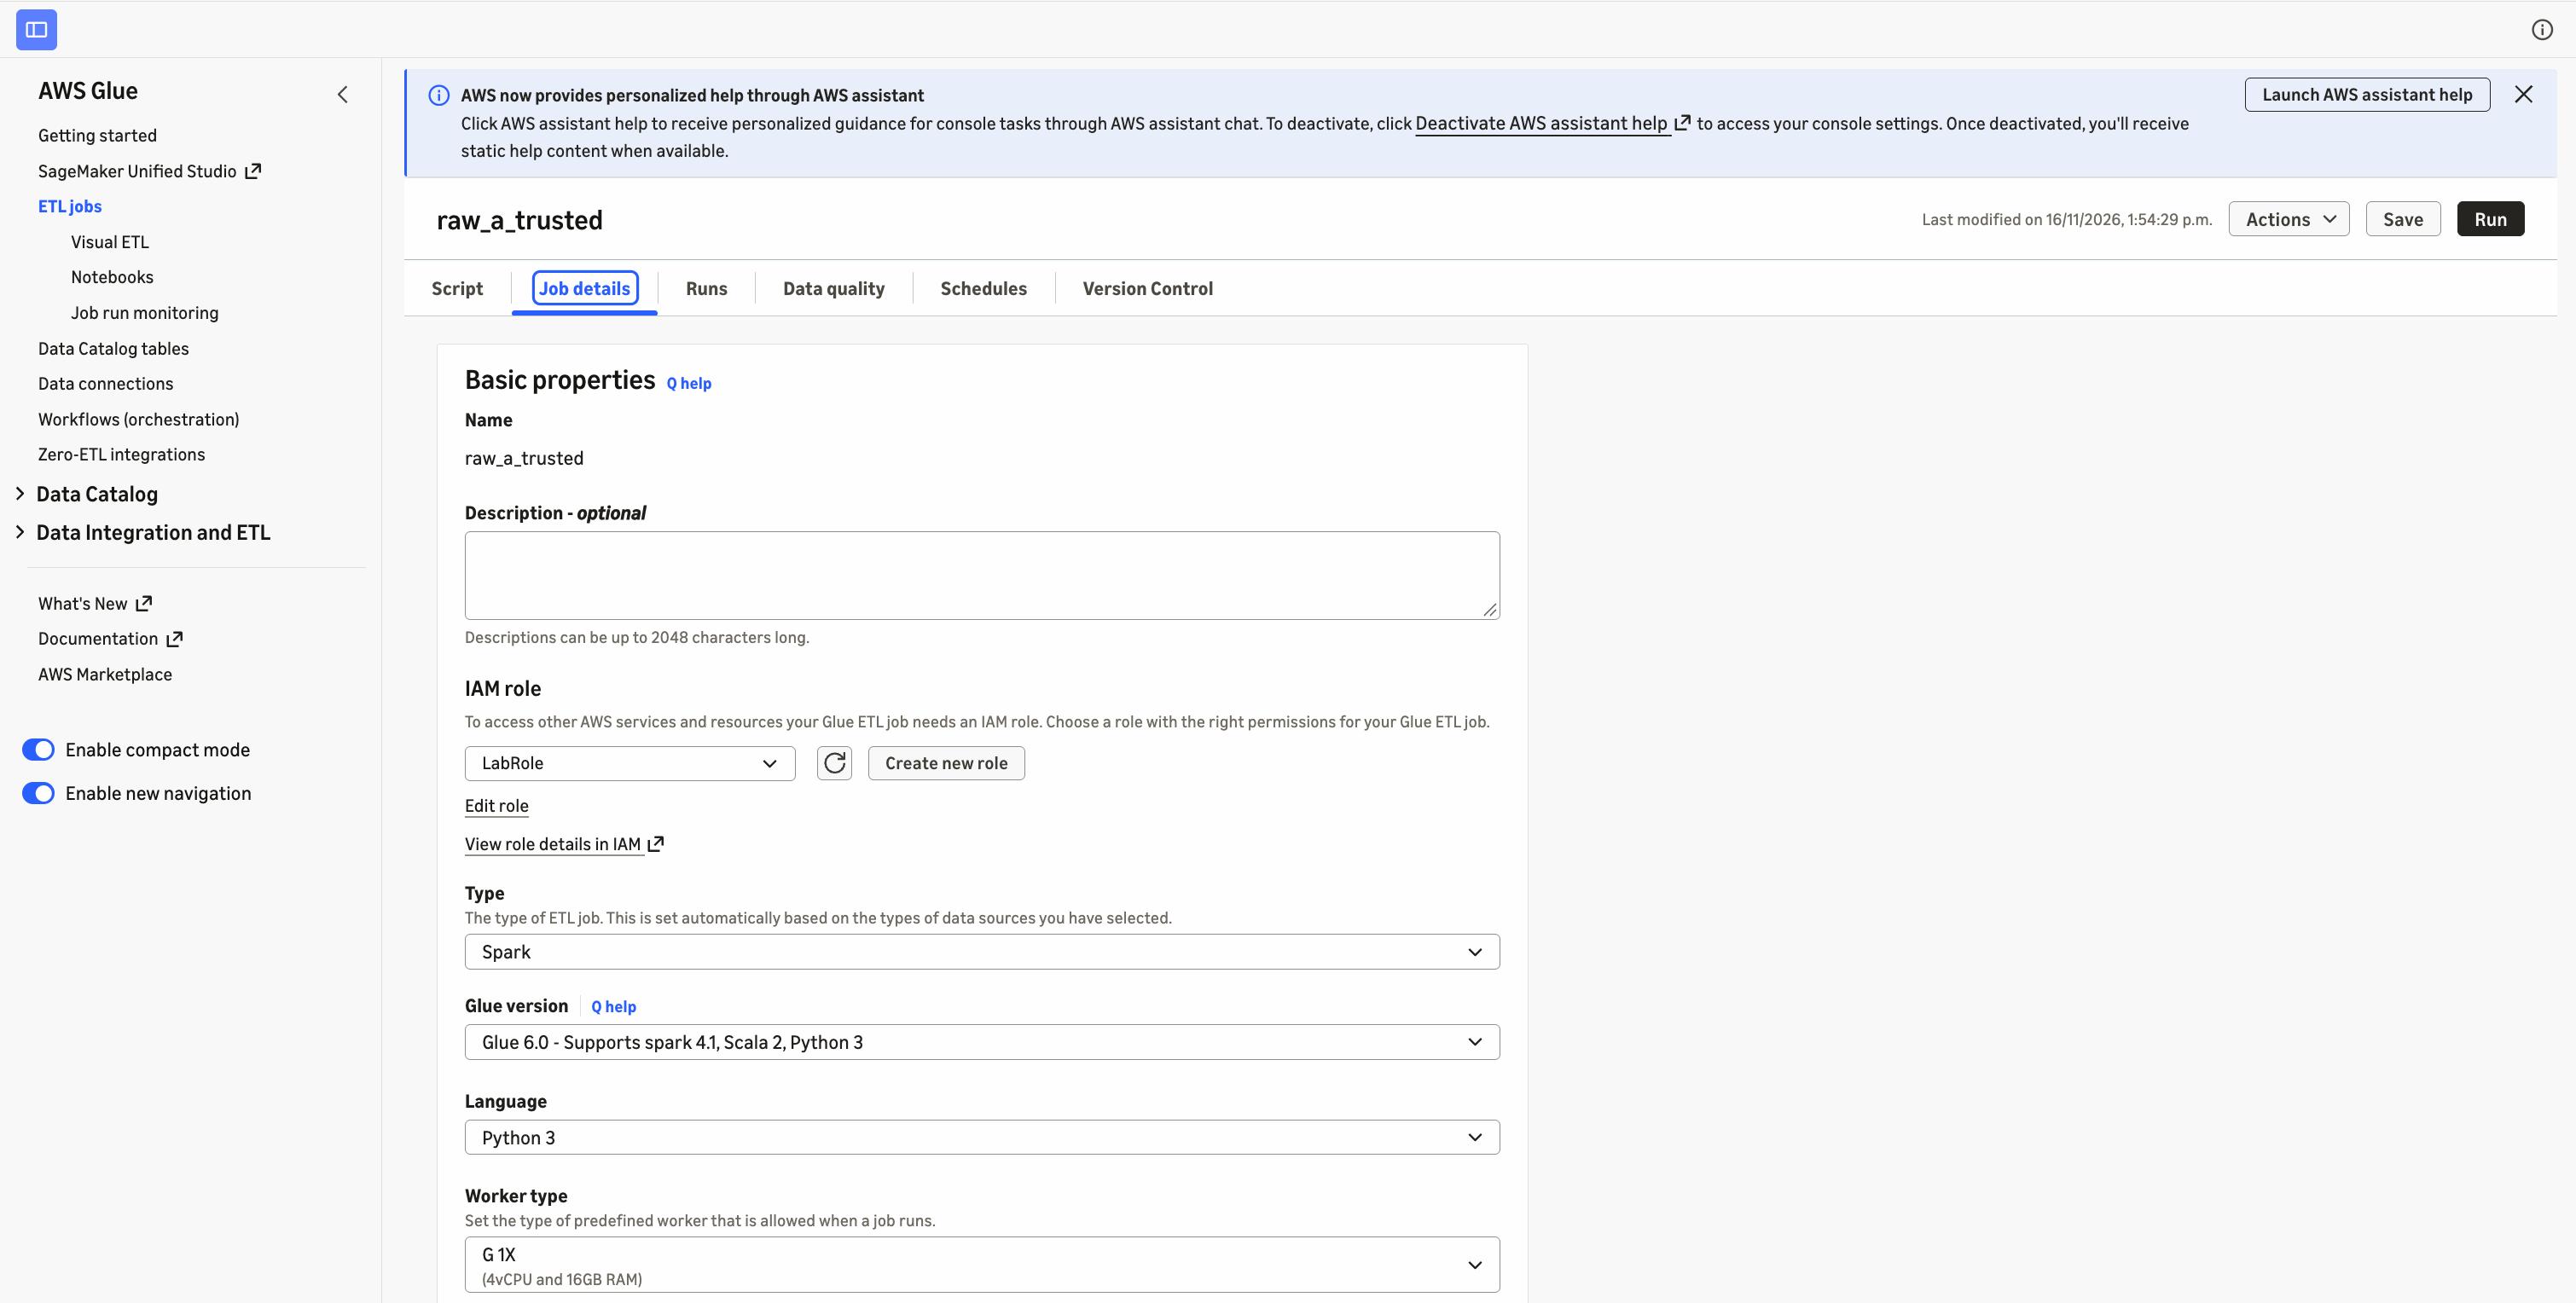 AWS Glue
Getting started
SageMaker Unified Studio
ETL jobs
Visual ETL
Notebooks
Job run monitoring
Data Catalog tables
Data connections
Workflows (orchestration)
Zero-ETL integrations
Data Catalog
Data Integration and ETL
What's New
Documentation
AWS Marketplace
Enable compact mode
Enable new navigation
AWS now provides personalized help through AWS assistant
Click AWS assistant help to receive personalized guidance for console tasks through AWS assistant chat. To deactivate, click Deactivate AWS assistant help to access your console settings. Once deactivated, you'll receive
static help content when available.
Launch AWS assistant help
raw_a_trusted
Last modified on 16/11/2026, 1:54:29 p.m.
Actions
Save
Run
Script
Job details
Runs
Data quality
Schedules
Version Control
Basic properties Q help
Name
raw_a_trusted
Description - optional
Descriptions can be up to 2048 characters long.
IAM role
To access other AWS services and resources your Glue ETL job needs an IAM role. Choose a role with the right permissions for your Glue ETL job.
LabRole
Create new role
Edit role
View role details in IAM
Type
The type of ETL job. This is set automatically based on the types of data sources you have selected.
Spark
Glue version Q help
Glue 6.0 - Supports spark 4.1, Scala 2, Python 3
Language
Python 3
Worker type
Set the type of predefined worker that is allowed when a job runs.
G 1X
(4vCPU and 16GB RAM)